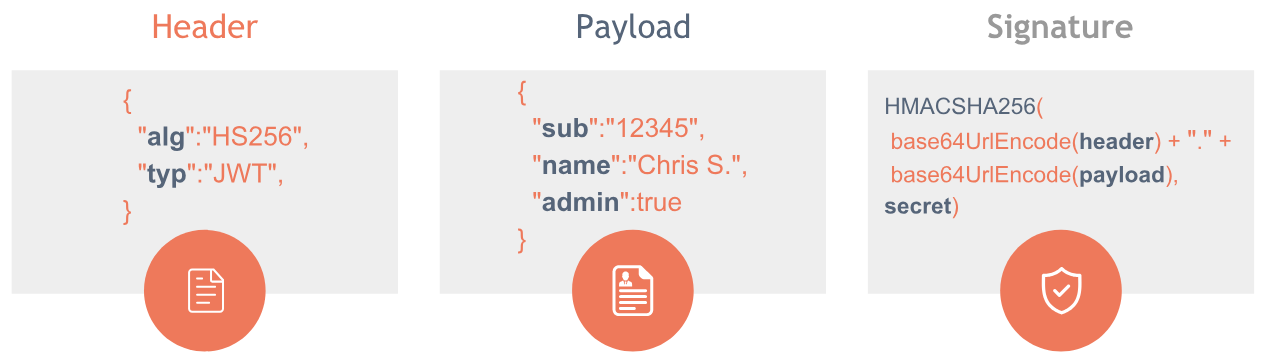 Header
{
"alg":"HS256",
"typ":"JWT",
}
Payload
{
"sub":"12345",
"name":"Chris S.",
"admin":true
}
Signature
HMACSHA256(
base64UrlEncode(header) + "." +
base64UrlEncode(payload),
secret)